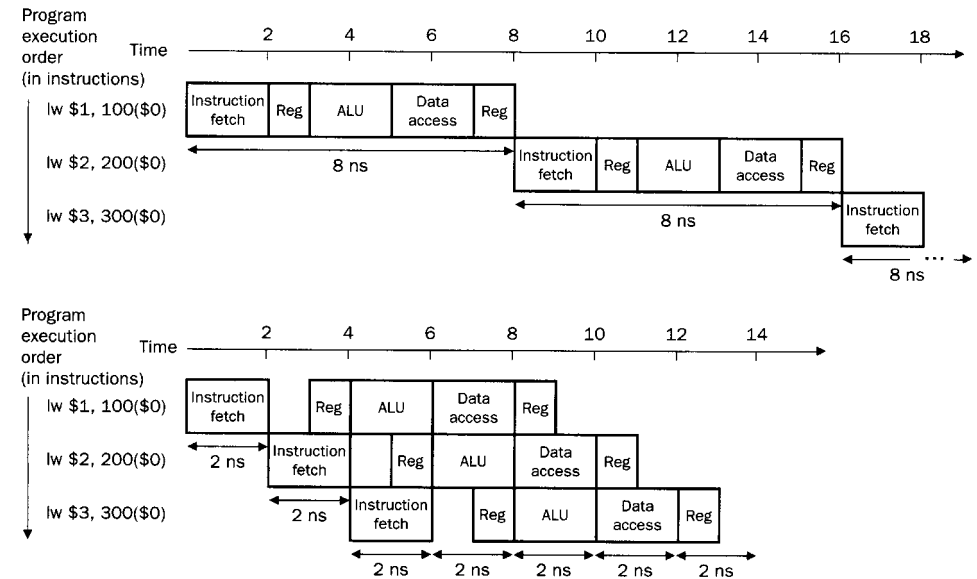 Program
execution
order
(in instructions)
Time
2 4 6 8 10 12 14 16 18
lw $1, 100($0)
Instruction
fetch
Reg
ALU
Data
access
Reg
lw $2, 200($0)
8 ns
Instruction
fetch
Reg
ALU
Data
access
Reg
lw $3, 300($0)
8 ns
Instruction
fetch
...
8 ns
Program
execution
order
(in instructions)
Time
2 4 6 8 10 12 14
lw $1, 100($0)
Instruction
fetch
Reg
ALU
Data
access
Reg
lw $2, 200($0)
2 ns
Instruction
fetch
Reg
ALU
Data
access
Reg
lw $3, 300($0)
2 ns
Instruction
fetch
Reg
ALU
Data
access
Reg
2 ns 2 ns 2 ns 2 ns 2 ns